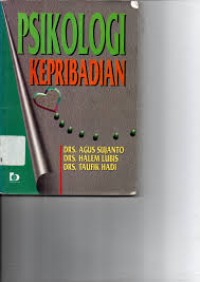 PSIKOLOGI
KEPRIBADIAN
DRS. AGUS SUJANTO
DRS. HALEM LUBIS
DRS. TAUFIK HADI